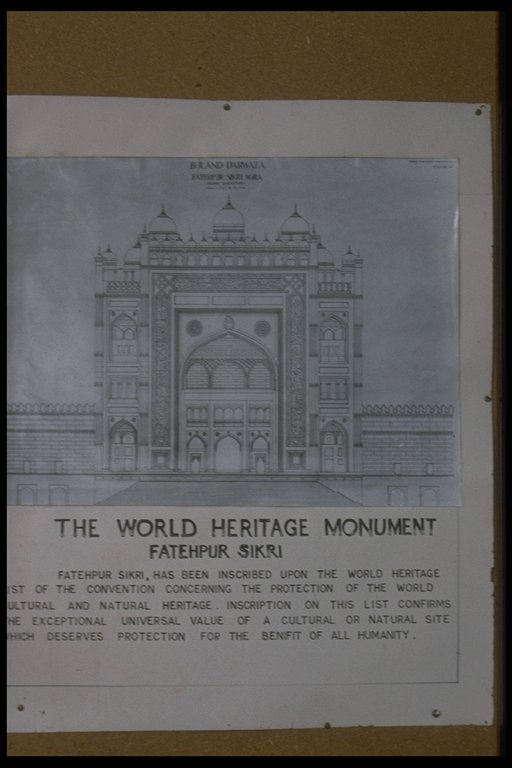 BULAND DARWAZA
FATEHPUR SIKRI AGRA
THE WORLD HERITAGE MONUMENT
FATEHPUR SIKRI
FATEHPUR SIKRI, HAS BEEN INSCRIBED UPON THE WORLD HERITAGE
IST OF THE CONVENTION CONCERNING THE PROTECTION OF THE WORLD
ULTURAL AND NATURAL HERITAGE. INSCRIPTION ON THIS LIST CONFIRMS
HE EXCEPTIONAL UNIVERSAL VALUE OF A CULTURAL OR NATURAL SITE
WHICH DESERVES PROTECTION FOR THE BENIFIT OF ALL HUMANITY.